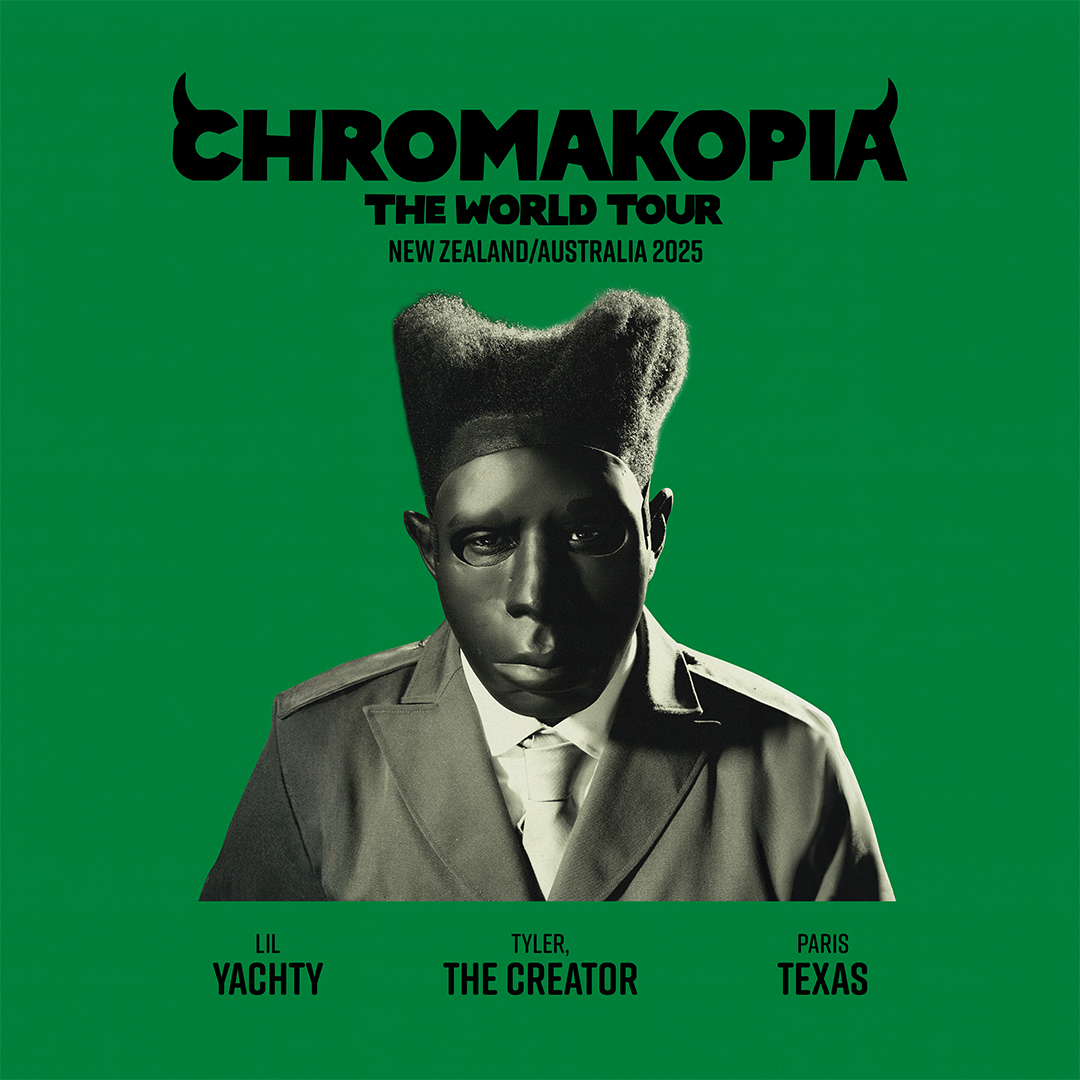 CHROMAKOPIA
THE WORLD TOUR
NEW ZEALAND/AUSTRALIA 2025
LIL
YACHTY
TYLER,
THE CREATOR
PARIS
TEXAS